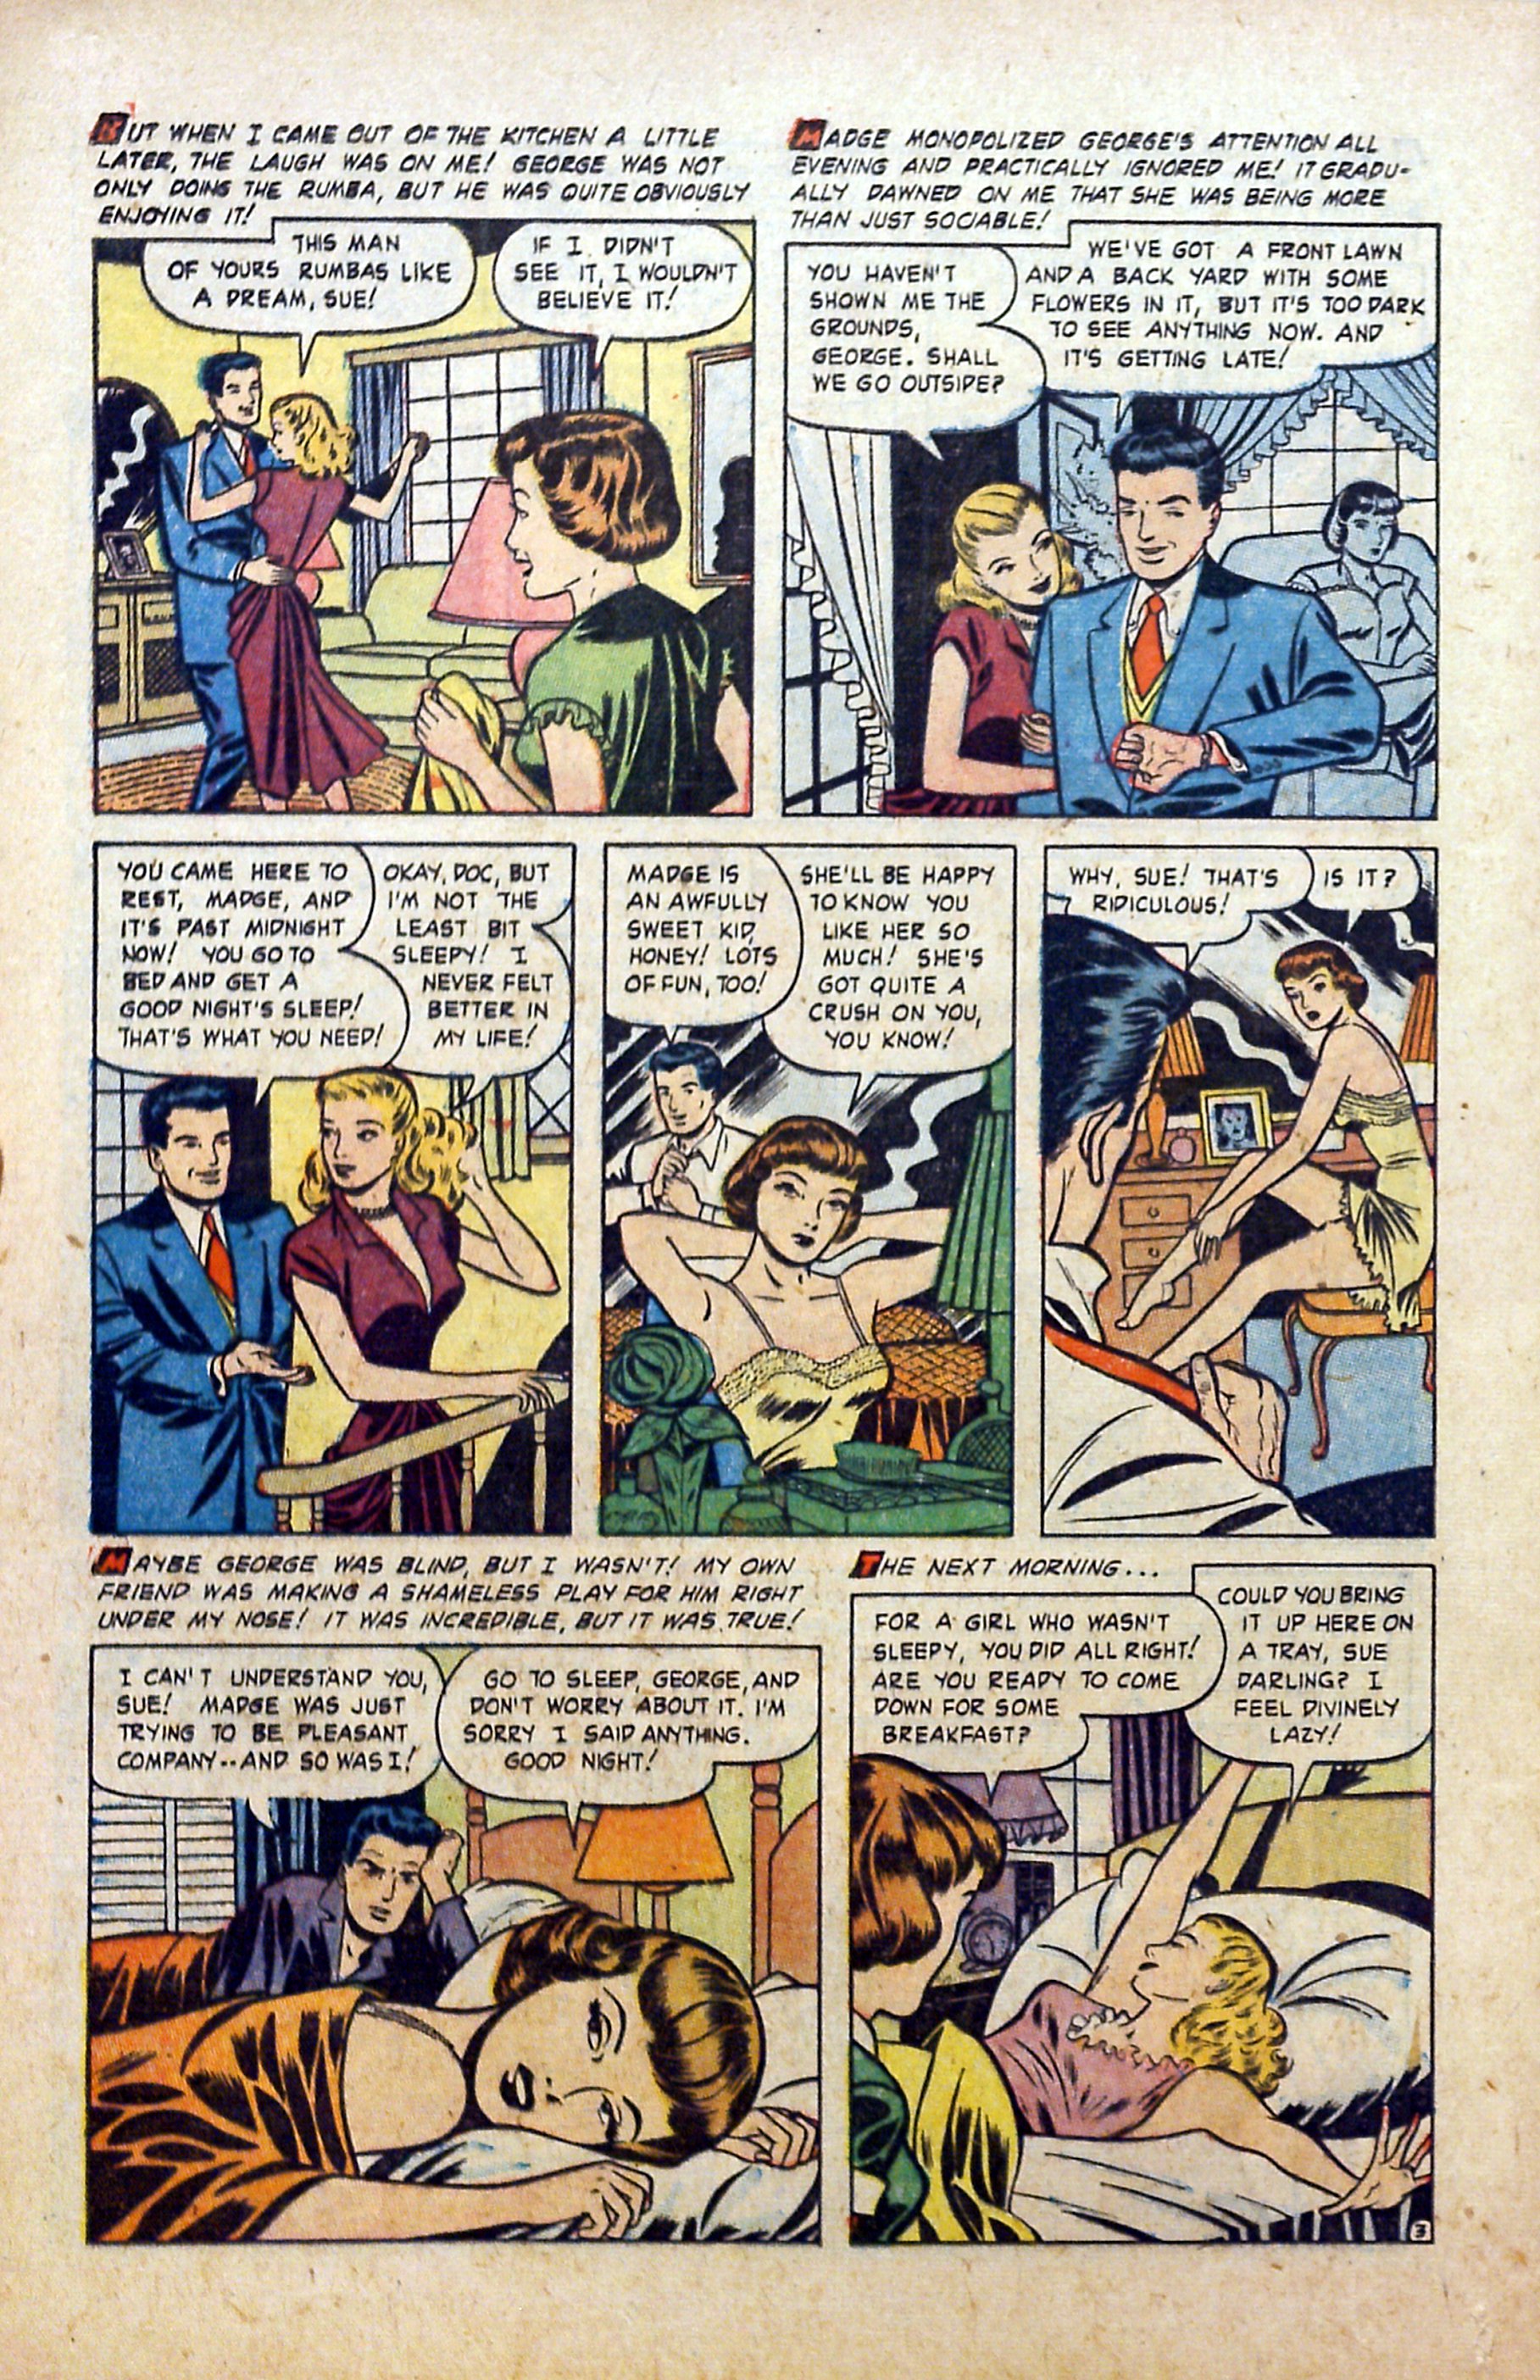 BUT WHEN I CAME OUT OF THE KITCHEN A LITTLE
LATER, THE LAUGH WAS ON ME! GEORGE WAS NOT
ONLY DOING THE RUMBA, BUT HE WAS QUITE OBVIOUSLY
ENJOYING IT!
THIS MAN
OF YOURS RUMBAS LIKE
A DREAM, SUE!
IF I DIDN'T
SEE IT, I WOULDN'T
BELIEVE IT!
MADGE MONOPOLIZED GEORGE'S ATTENTION ALL
EVENING AND PRACTICALLY IGNORED ME! IT GRADU-
ALLY DAWNED ON ME THAT SHE WAS BEING MORE
THAN JUST SOCIABLE!
YOU HAVEN'T
SHOWN ME THE
GROUNDS,
GEORGE. SHALL
WE GO OUTSIDE?
WE'VE GOT A FRONT LAWN
AND A BACK YARD WITH SOME
FLOWERS IN IT, BUT IT'S TOO DARK
TO SEE ANYTHING NOW. AND
IT'S GETTING LATE!
YOU CAME HERE TO
REST, MADGE, AND
IT'S PAST MIDNIGHT
NOW! YOU GO TO
BED AND GET A
GOOD NIGHT'S SLEEP!
THAT'S WHAT YOU NEED!
OKAY, DOC, BUT
I'M NOT THE
LEAST BIT
SLEEPY! I
NEVER FELT
BETTER IN
MY LIFE!
MADGE IS
AN AWFULLY
SWEET KID,
HONEY! LOTS
OF FUN, TOO!
SHE'LL BE HAPPY
TO KNOW YOU
LIKE HER SO
MUCH! SHE'S
GOT QUITE A
CRUSH ON YOU,
YOU KNOW!
WHY, SUE! THAT'S
RIDICULOUS!
IS IT?
MAYBE GEORGE WAS BLIND, BUT I WASN'T! MY OWN
FRIEND WAS MAKING A SHAMELESS PLAY FOR HIM RIGHT
UNDER MY NOSE! IT WAS INCREDIBLE, BUT IT WAS TRUE!
I CAN'T UNDERSTAND YOU,
SUE! MADGE WAS JUST
TRYING TO BE PLEASANT
COMPANY--AND SO WAS I!
GO TO SLEEP, GEORGE, AND
DON'T WORRY ABOUT IT. I'M
SORRY I SAID ANYTHING.
GOOD NIGHT!
THE NEXT MORNING...
FOR A GIRL WHO WASN'T
SLEEPY, YOU DID ALL RIGHT!
ARE YOU READY TO COME
DOWN FOR SOME
BREAKFAST?
COULD YOU BRING
IT UP HERE ON
A TRAY, SUE
DARLING? I
FEEL DIVINELY
LAZY!
3